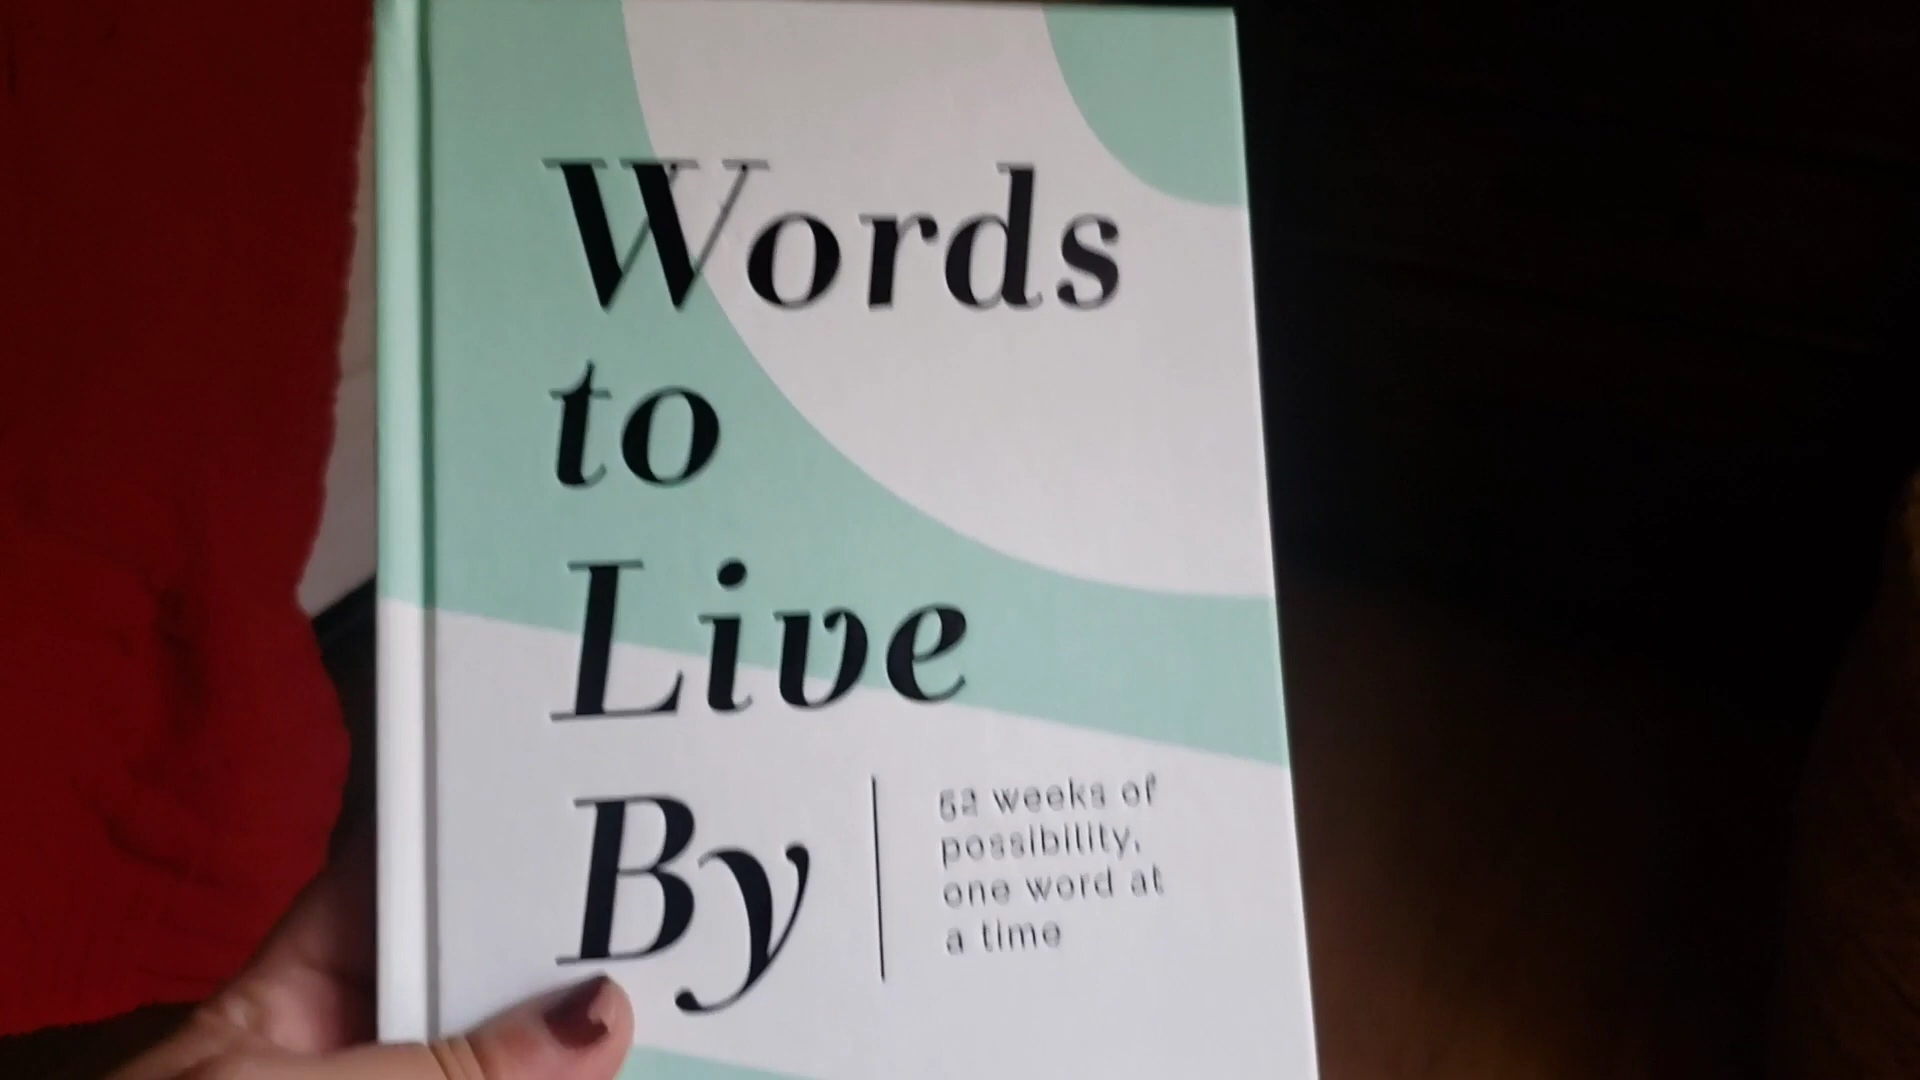 Words
to
Live
By
52 weeks of
possibility,
one word at
a time